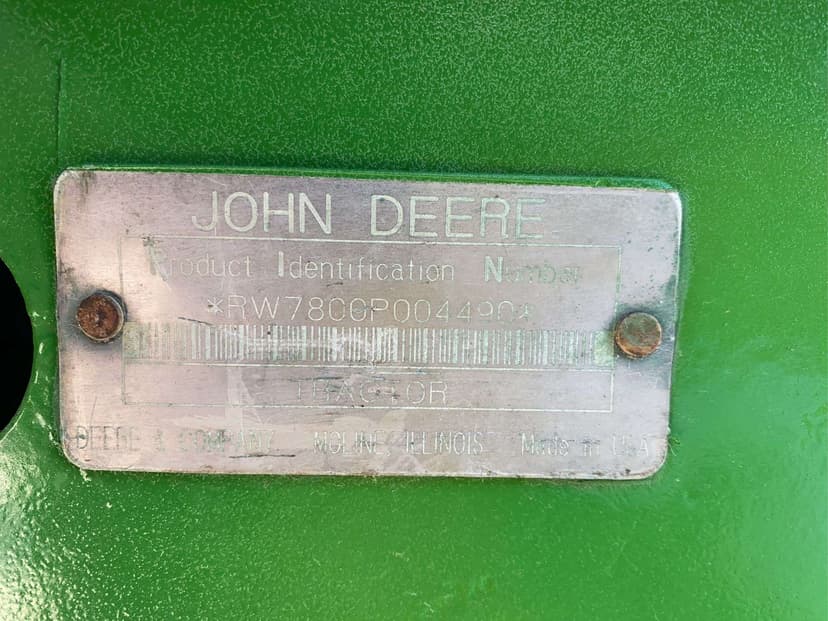 JOHN DEERE
Product Identification Number
*RW7800P004490*
TRACTOR
DEERE & COMPANY MOLINE, ILLINOIS Made in USA